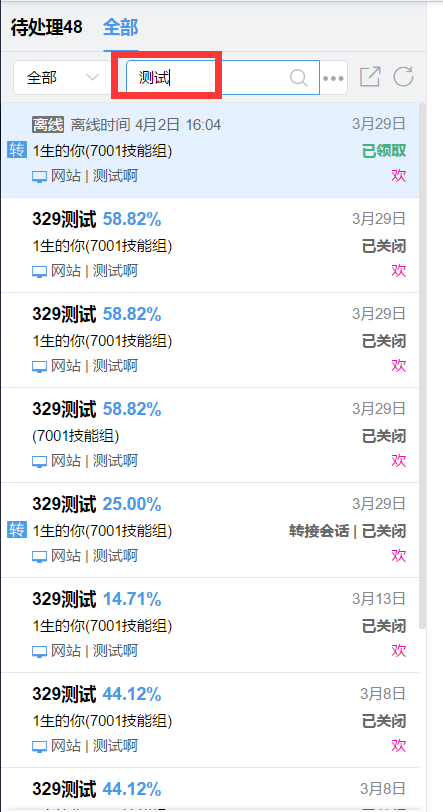 待处理48 全部
全部 测试
离线 离线时间 4月2日 16:04 3月29日
转 1生的你(7001技能组) 已领取
网站 | 测试啊 欢
329测试 58.82% 3月29日
1生的你(7001技能组) 已关闭
网站 | 测试啊 欢
329测试 58.82% 3月29日
1生的你(7001技能组) 已关闭
网站 | 测试啊 欢
329测试 58.82% 3月29日
(7001技能组) 已关闭
网站 | 测试啊 欢
329测试 25.00% 3月29日
转 1生的你(7001技能组) 转接会话 | 已关闭
网站 | 测试啊 欢
329测试 14.71% 3月13日
1生的你(7001技能组) 已关闭
网站 | 测试啊 欢
329测试 44.12% 3月8日
1生的你(7001技能组) 已关闭
网站 | 测试啊 欢
329测试 44.12% 3月8日